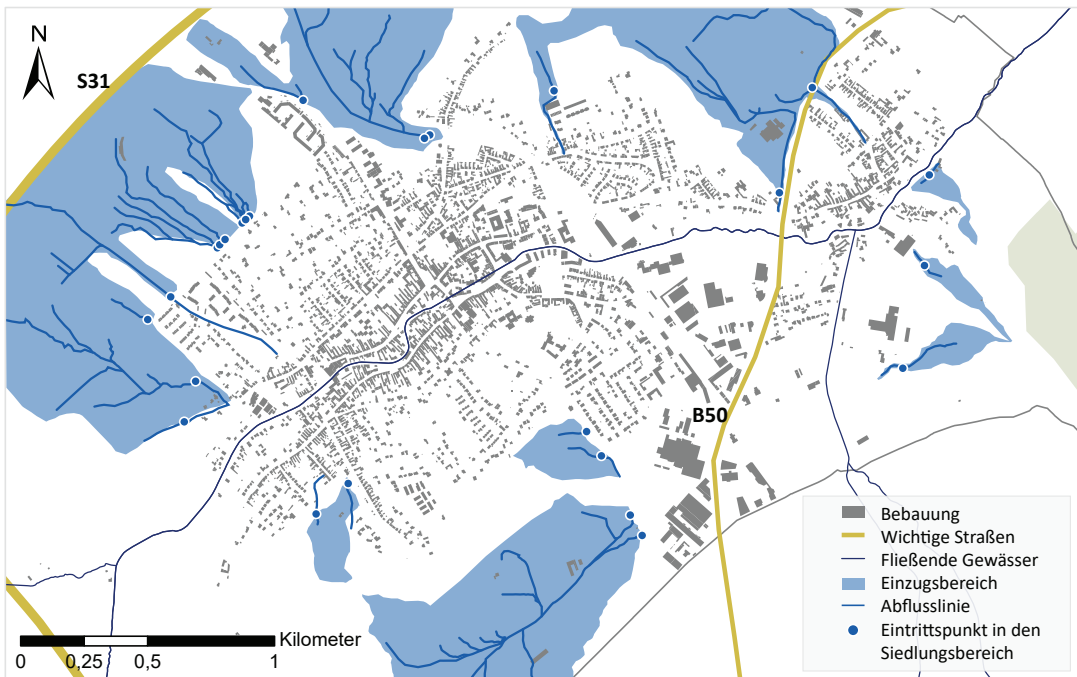 N
S31
B50
Bebauung
Wichtige Straßen
Fließende Gewässer
Einzugsbereich
Abflusslinie
Eintrittspunkt in den
Siedlungsbereich
Kilometer
0 0,25 0,5 1